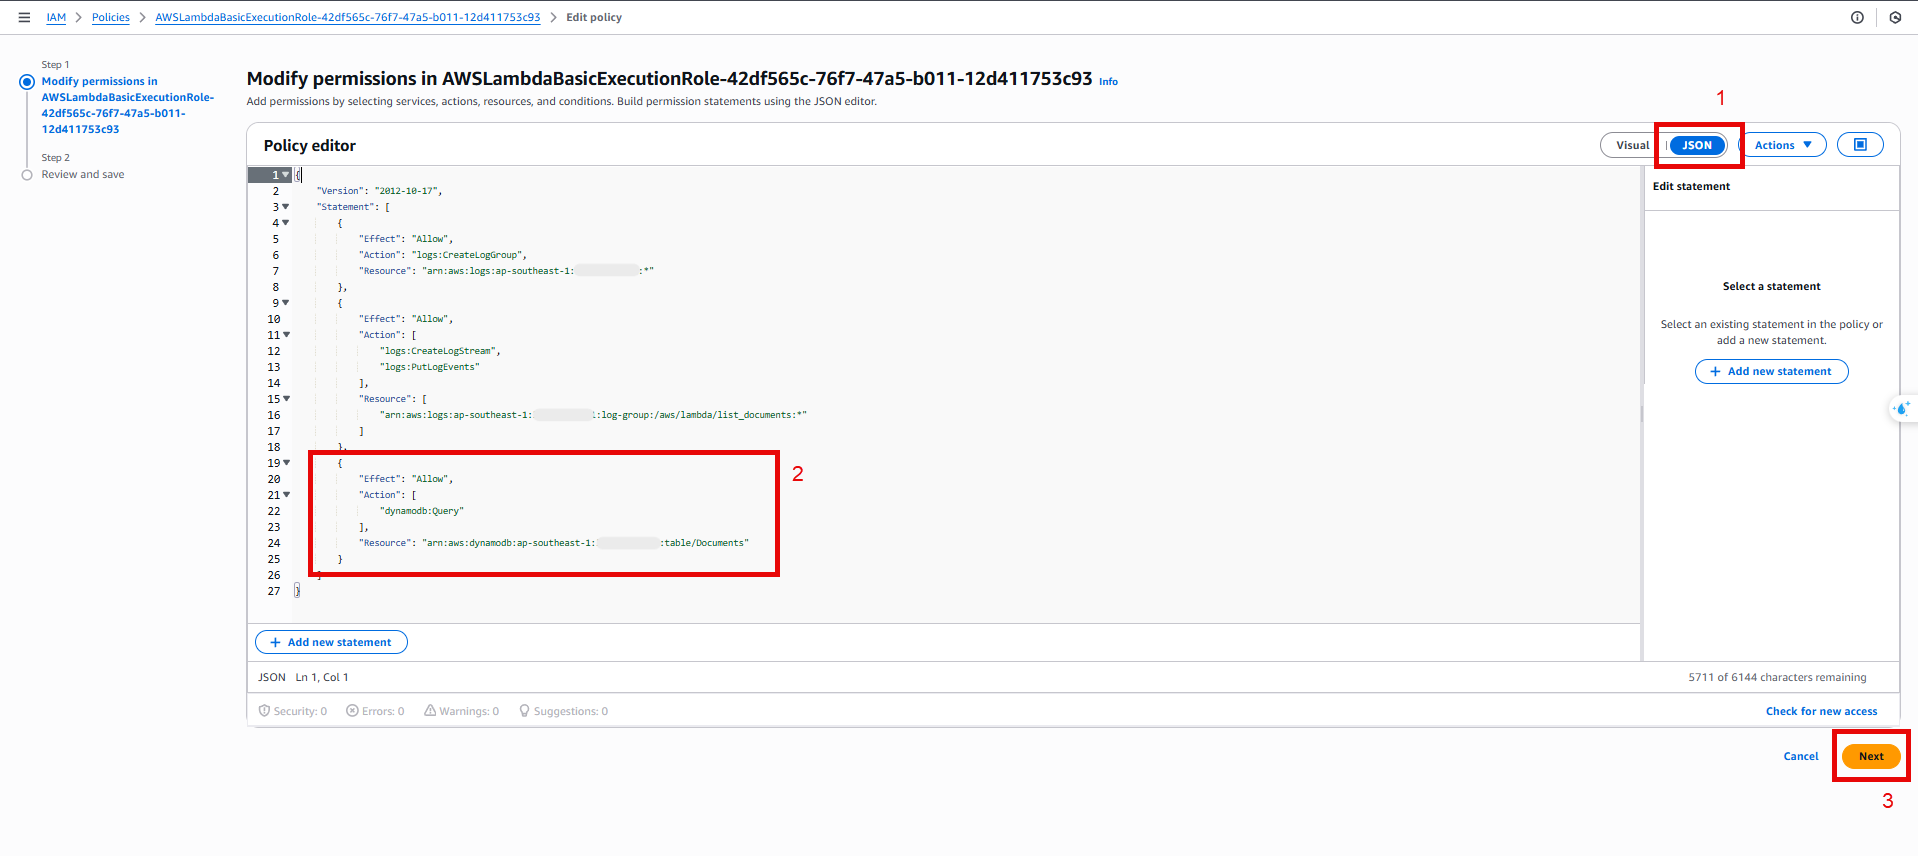 IAM > Policies > AWSLambdaBasicExecutionRole-42df565c-76f7-47a5-b011-12d411753c93 > Edit policy
Step 1
Modify permissions in
AWSLambdaBasicExecutionRole-
42df565c-76f7-47a5-b011-
12d411753c93
Step 2
Review and save
Modify permissions in AWSLambdaBasicExecutionRole-42df565c-76f7-47a5-b011-12d411753c93 Info
Add permissions by selecting services, actions, resources, and conditions. Build permission statements using the JSON editor.
1
Policy editor
Visual JSON Actions
1 {
2 "Version": "2012-10-17",
3 "Statement": [
4 {
5 "Effect": "Allow",
6 "Action": "logs:CreateLogGroup",
7 "Resource": "arn:aws:logs:ap-southeast-1: :*"
8 },
9 {
10 "Effect": "Allow",
11 "Action": [
12 "logs:CreateLogStream",
13 "logs:PutLogEvents"
14 ],
15 "Resource": [
16 "arn:aws:logs:ap-southeast-1: :log-group:/aws/lambda/list_documents:*"
17 ]
18 },
19 {
20 "Effect": "Allow",
21 "Action": [
22 "dynamodb:Query"
23 ],
24 "Resource": "arn:aws:dynamodb:ap-southeast-1: :table/Documents"
25 }
26 ]
27 }
2
Edit statement
Select a statement
Select an existing statement in the policy or
add a new statement.
+ Add new statement
+ Add new statement
JSON Ln 1, Col 1
5711 of 6144 characters remaining
Security: 0 Errors: 0 Warnings: 0 Suggestions: 0
Check for new access
Cancel Next
3